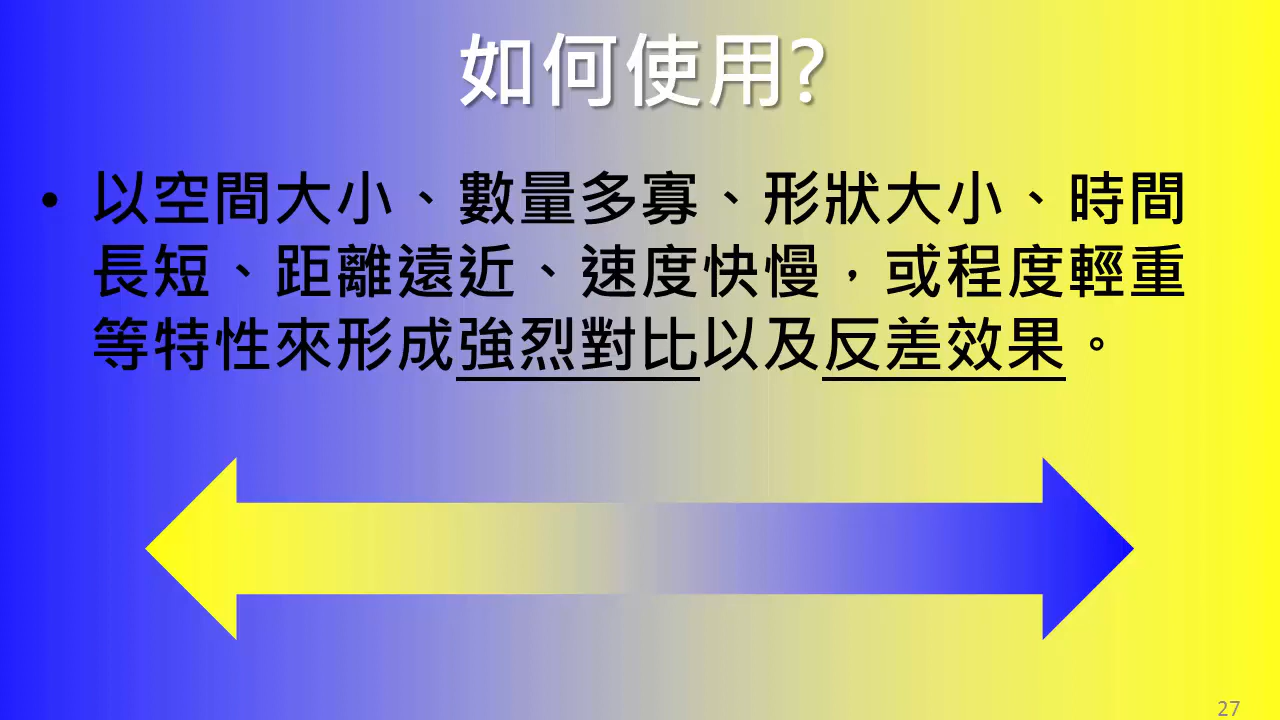 如何使用?
• 以空間大小、數量多寡、形狀大小、時間
長短、距離遠近、速度快慢，或程度輕重
等特性來形成強烈對比以及反差效果。
27